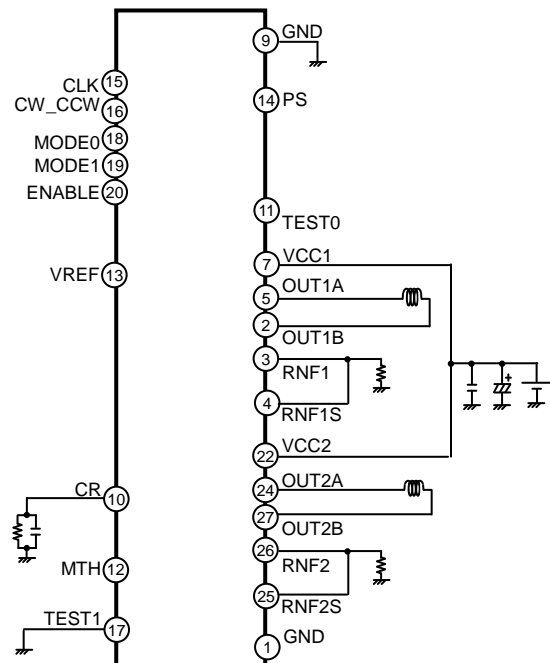 9 GND
15 CLK
14 PS
CW_CCW 16
MODE0 18
MODE1 19
ENABLE 20
11 TEST0
7 VCC1
VREF 13
5 OUT1A
2 OUT1B
3 RNF1
4 RNF1S
+
22 VCC2
24 OUT2A
CR 10
27 OUT2B
26 RNF2
MTH 12
25 RNF2S
TEST1 17
1 GND